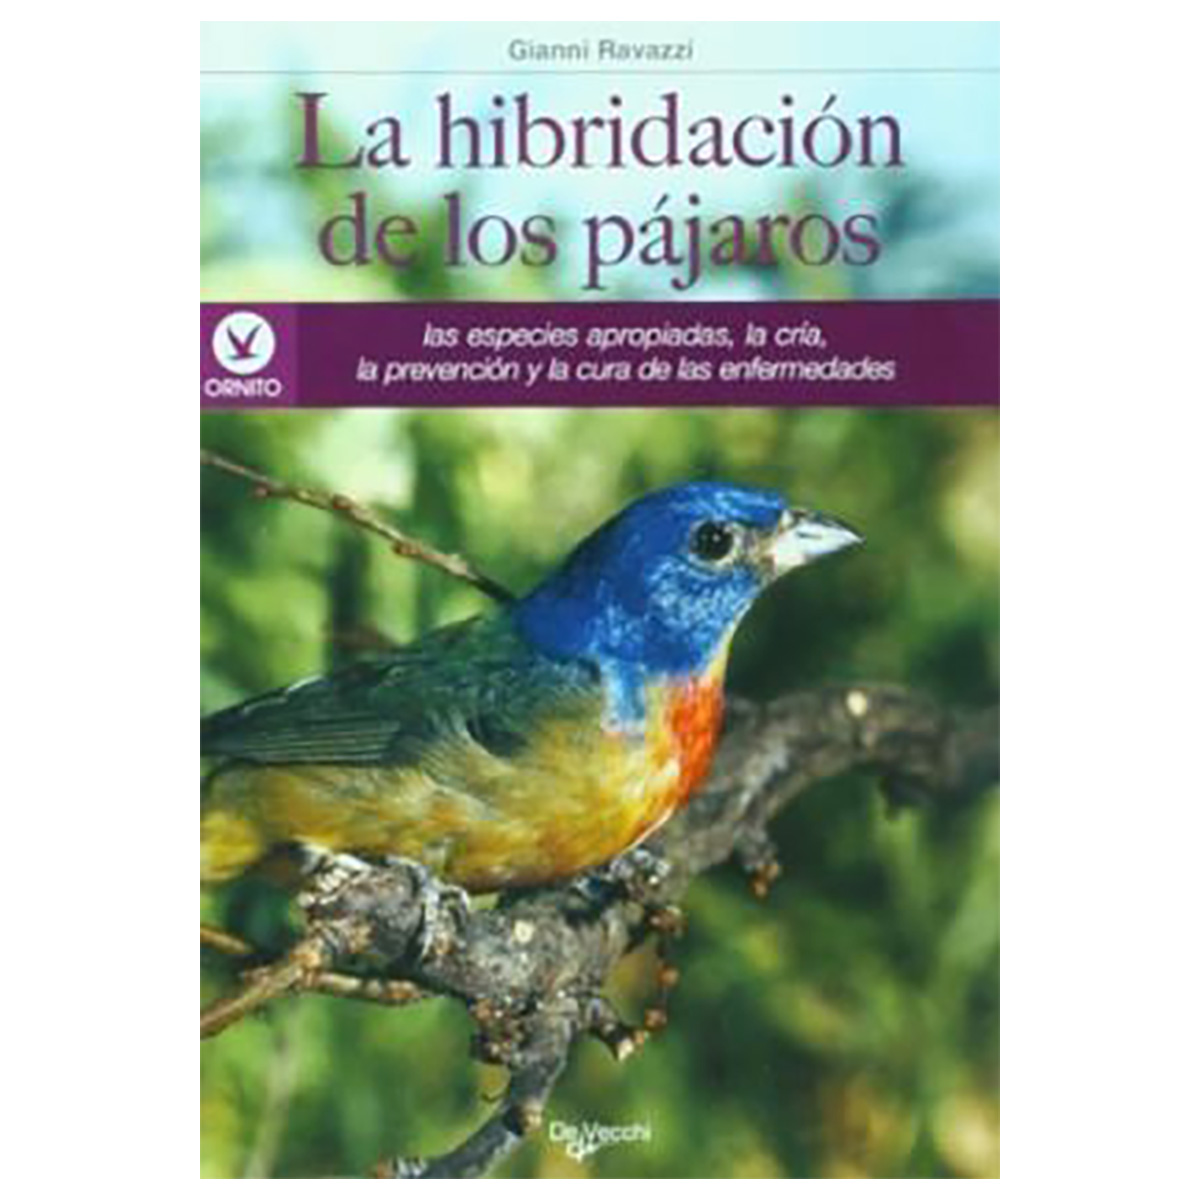 Gianni Ravazzi
La hibridación
de los pájaros
las especies apropiadas, la cría,
la prevención y la cura de las enfermedades
ORNITO
De Vecchi